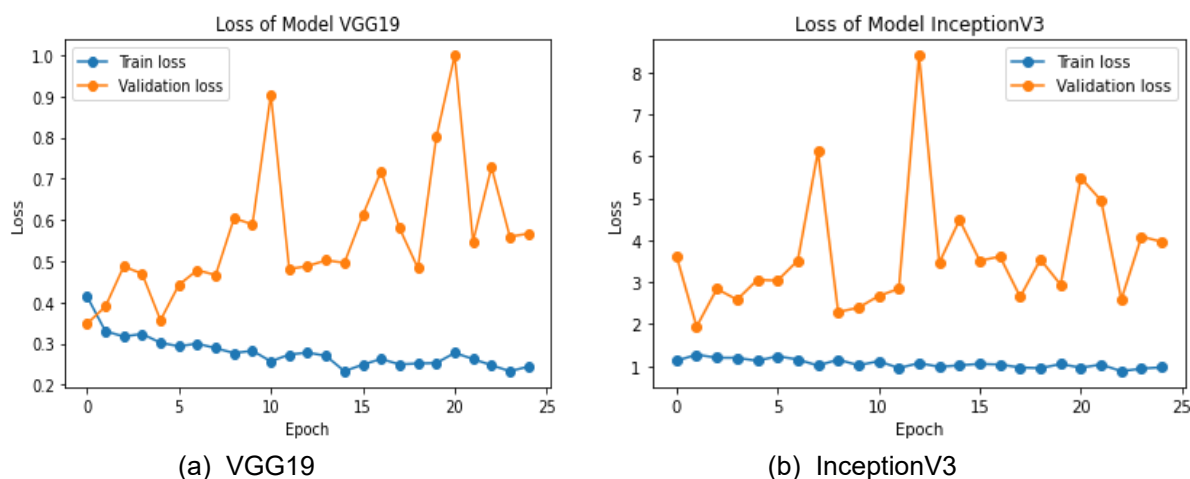 Loss of Model VGG19
Train loss
Validation loss
1.0
0.9
0.8
0.7
0.6
0.5
0.4
0.3
0.2
Loss
0 5 10 15 20 25
Epoch
(a) VGG19
Loss of Model InceptionV3
Train loss
Validation loss
8
7
6
5
4
3
2
1
Loss
0 5 10 15 20 25
Epoch
(b) InceptionV3